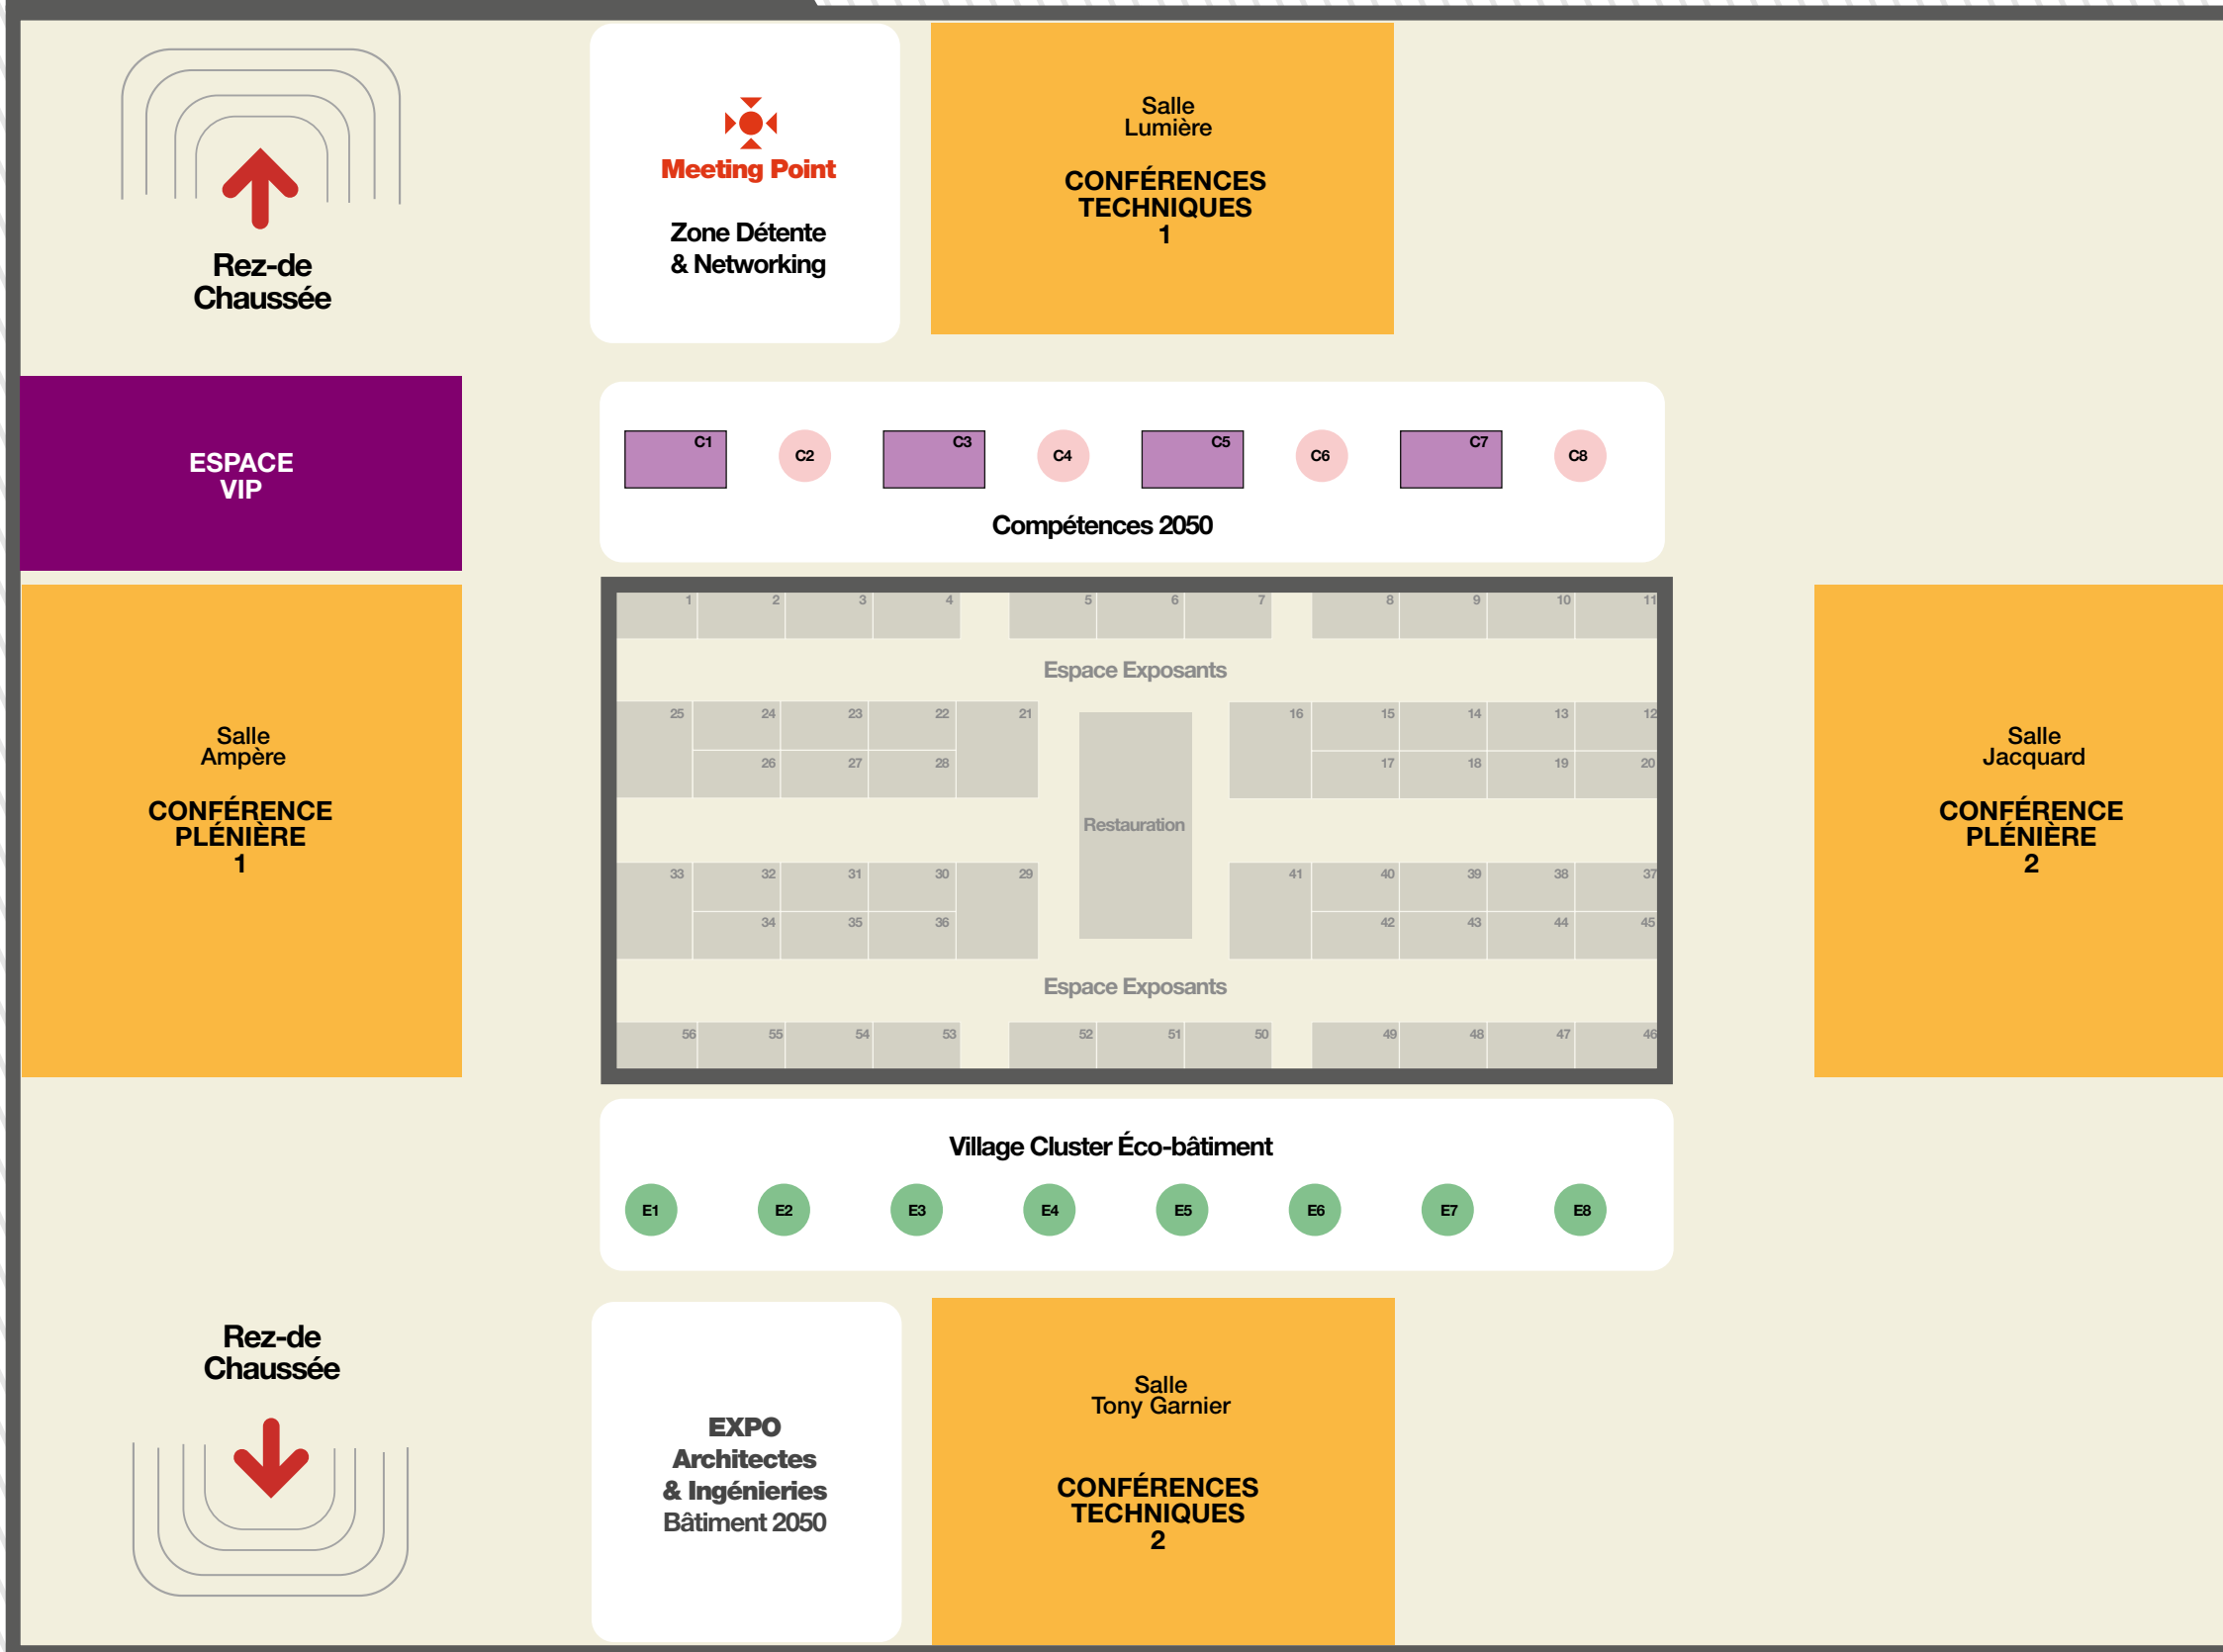 Meeting Point
Zone Détente
& Networking
Salle
Lumière
CONFÉRENCES
TECHNIQUES
1
Rez-de
Chaussée
ESPACE
VIP
C1 C2 C3 C4 C5 C6 C7 C8
Compétences 2050
1 2 3 4 5 6 7 8 9 10 11
Espace Exposants
25 24 23 22 21 16 15 14 13 12
26 27 28 17 18 19 20
Restauration
33 32 31 30 29 41 40 39 38 37
34 35 36 42 43 44 45
Espace Exposants
56 55 54 53 52 51 50 49 48 47 46
Salle
Ampère
CONFÉRENCE
PLÉNIÈRE
1
Salle
Jacquard
CONFÉRENCE
PLÉNIÈRE
2
Village Cluster Éco-bâtiment
E1 E2 E3 E4 E5 E6 E7 E8
Rez-de
Chaussée
EXPO
Architectes
& Ingénieries
Bâtiment 2050
Salle
Tony Garnier
CONFÉRENCES
TECHNIQUES
2